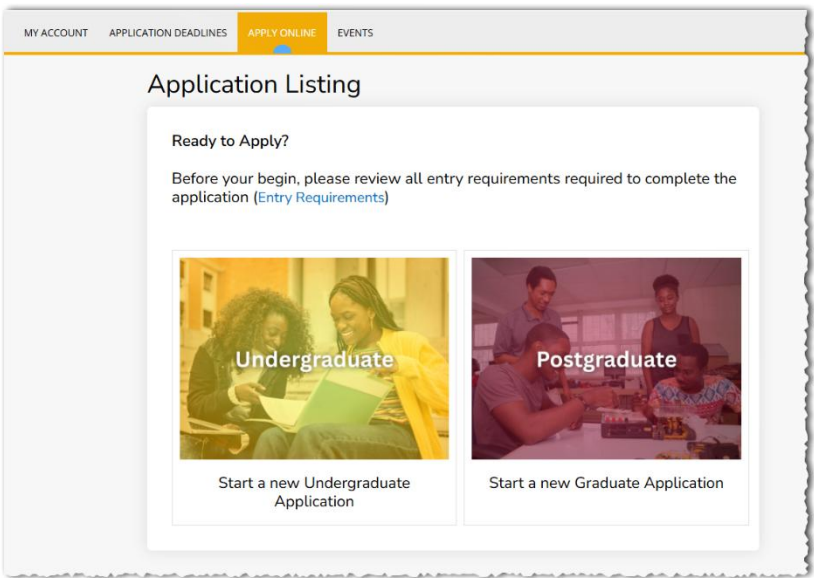 MY ACCOUNT APPLICATION DEADLINES APPLY ONLINE EVENTS
Application Listing
Ready to Apply?
Before your begin, please review all entry requirements required to complete the
application (Entry Requirements)
Undergraduate
Postgraduate
Start a new Undergraduate
Application
Start a new Graduate Application